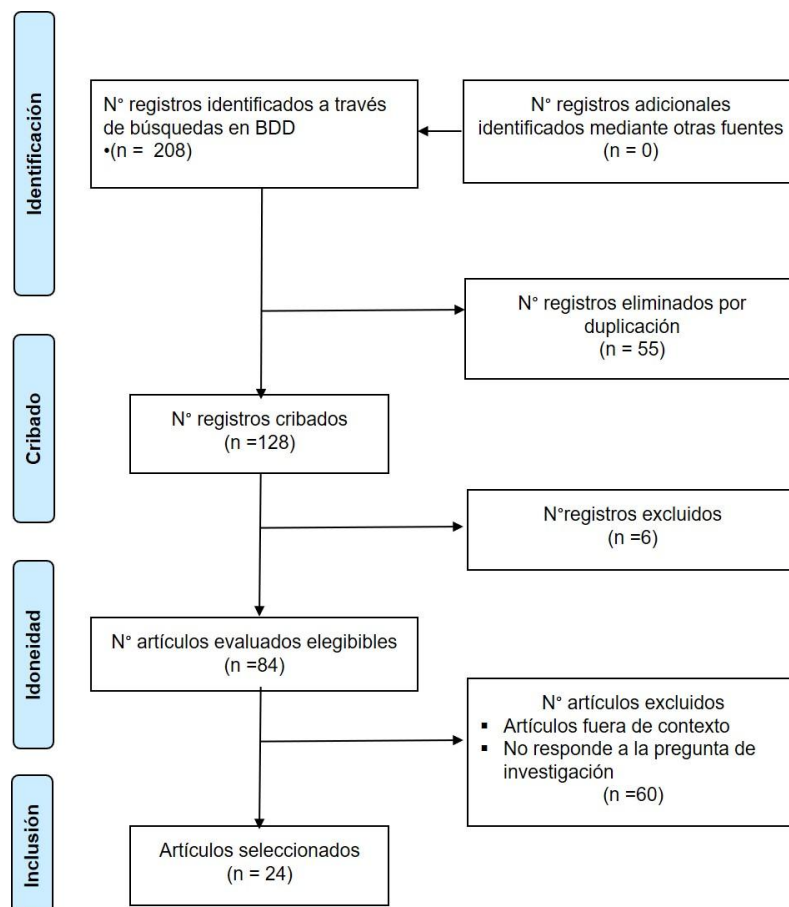 Identificación
N° registros identificados a través
de búsquedas en BDD
•(n = 208)
N° registros adicionales
identificados mediante otras fuentes
(n = 0)
N° registros eliminados por
duplicación
(n = 55)
Cribado
N° registros cribados
(n =128)
N°registros excluidos
(n =6)
Idoneidad
N° artículos evaluados elegibibles
(n =84)
N° artículos excluidos
▪ Artículos fuera de contexto
▪ No responde a la pregunta de
investigación
(n =60)
Inclusión
Artículos seleccionados
(n = 24)